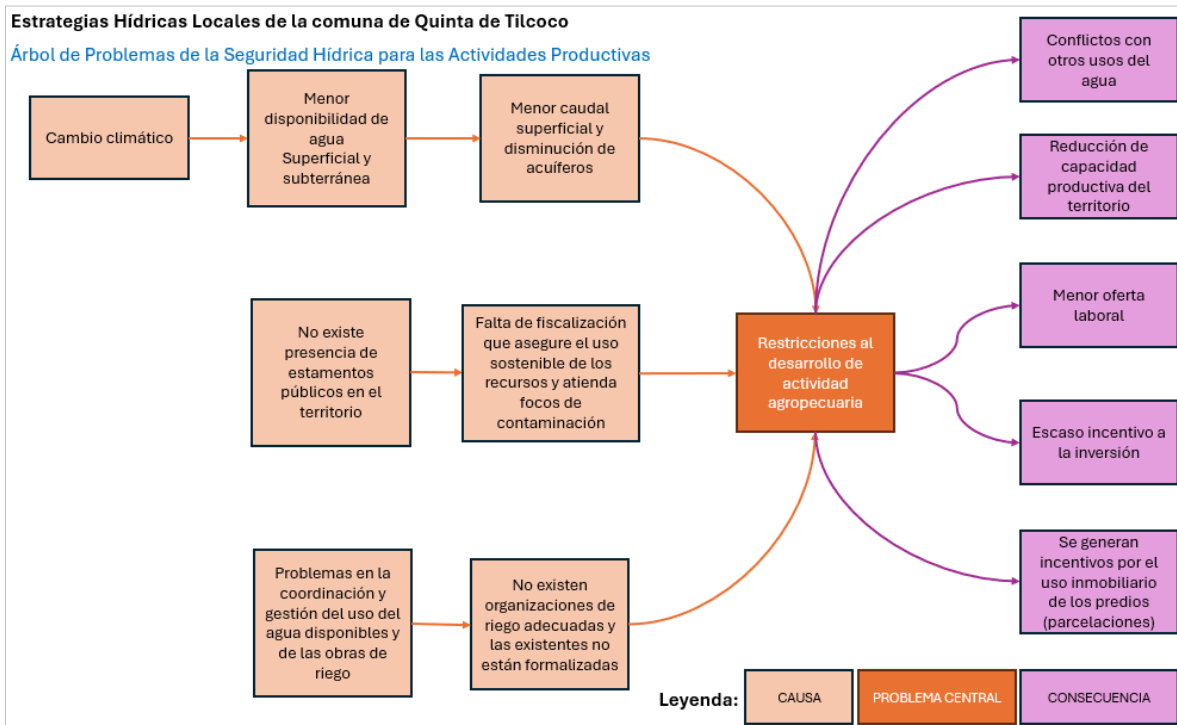 Estrategias Hídricas Locales de la comuna de Quinta de Tilcoco
Árbol de Problemas de la Seguridad Hídrica para las Actividades Productivas
Cambio climático
Menor
disponibilidad de
agua
Superficial y
subterránea
Menor caudal
superficial y
disminución de
acuíferos
No existe
presencia de
estamentos
públicos en el
territorio
Falta de fiscalización
que asegure el uso
sostenible de los
recursos y atienda
focos de
contaminación
Problemas en la
coordinación y
gestión del uso del
agua disponibles y
de las obras de
riego
No existen
organizaciones de
riego adecuadas y
las existentes no
están formalizadas
Restricciones al
desarrollo de
actividad
agropecuaria
Conflictos con
otros usos del
agua
Reducción de
capacidad
productiva del
territorio
Menor oferta
laboral
Escaso incentivo a
la inversión
Se generan
incentivos por el
uso inmobiliario
de los predios
(parcelaciones)
Leyenda:
CAUSA
PROBLEMA CENTRAL
CONSECUENCIA